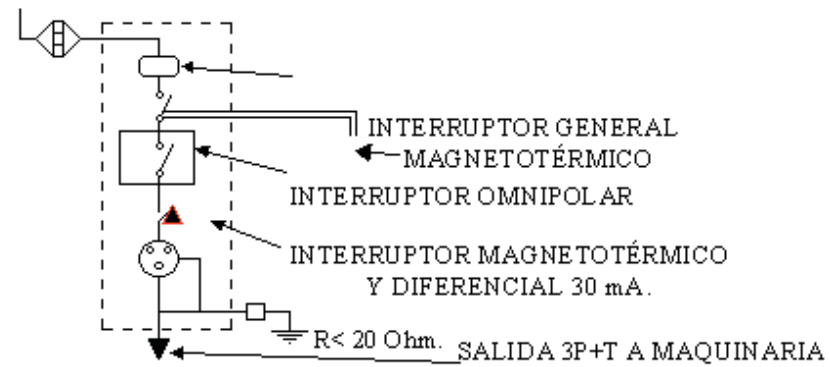 INTERRUPTOR GENERAL
MAGNETOTÉRMICO
INTERRUPTOR OMNIPOLAR
INTERRUPTOR MAGNETOTÉRMICO
Y DIFERENCIAL 30 mA.
R< 20 Ohm.
SALIDA 3P+T A MAQUINARIA